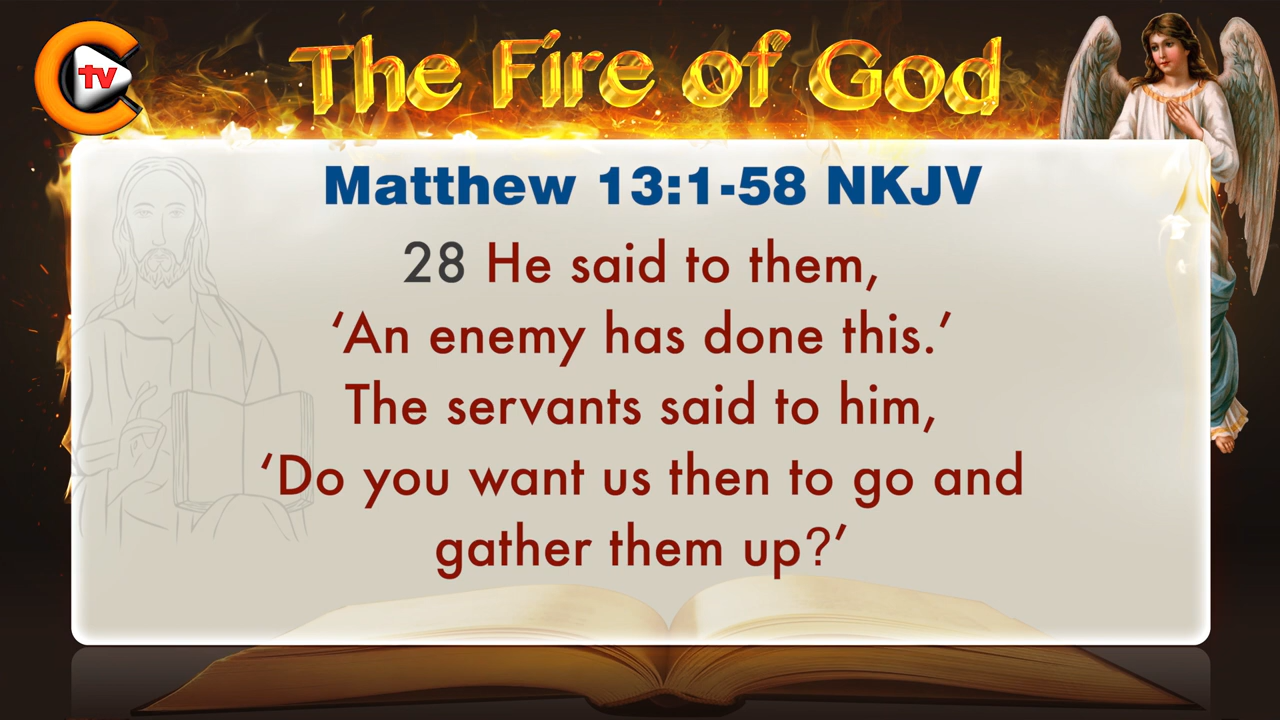 tv
The Fire of God
Matthew 13:1-58 NKJV
28 He said to them,
‘An enemy has done this.’
The servants said to him,
‘Do you want us then to go and
gather them up?’